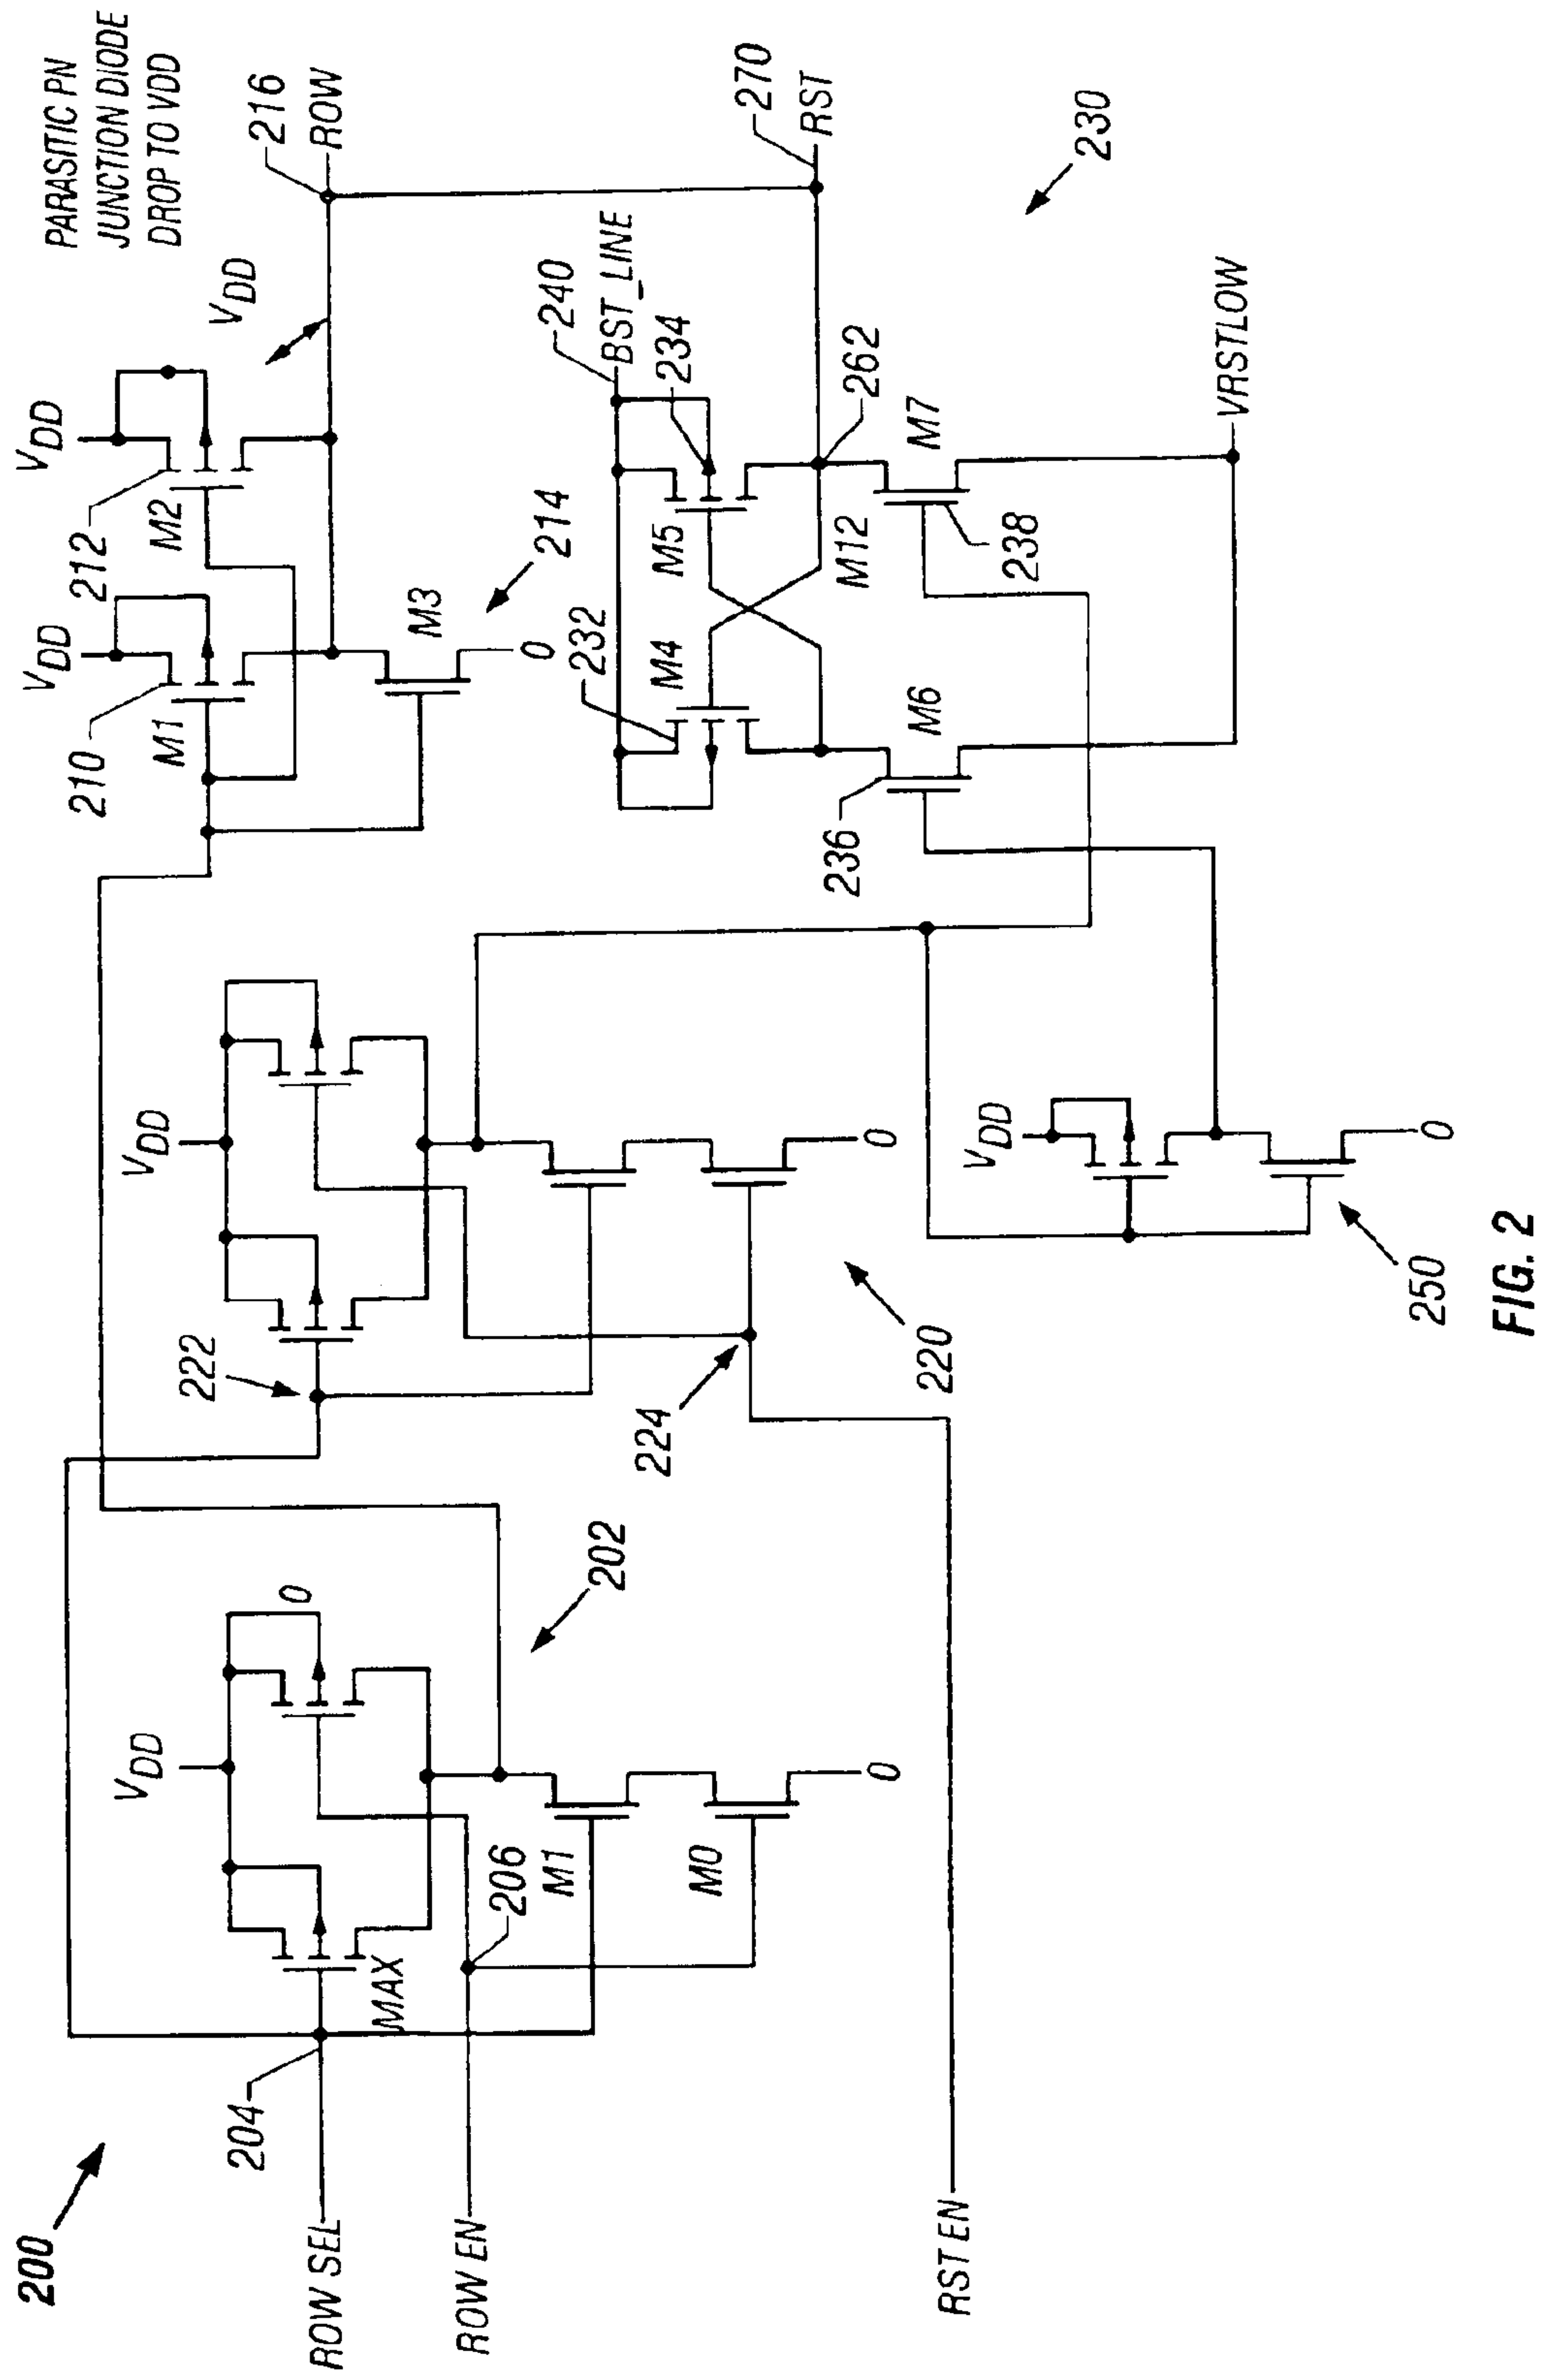 200
ROW SEL
ROW EN
RST EN
204
206
VDD
0
MAX
M1
M0
0
202
222
224
VDD
0
220
VDD
0
250
210
M1
VDD
212
M2
VDD
M3
0
214
VDD
PARASITIC PN
JUNCTION DIODE
DROP TO VDD
216
ROW
232
M4
M5
234
240
BST_LINE
270
RST
262
M12
236
M6
M7
238
VRSTLOW
230
FIG. 2